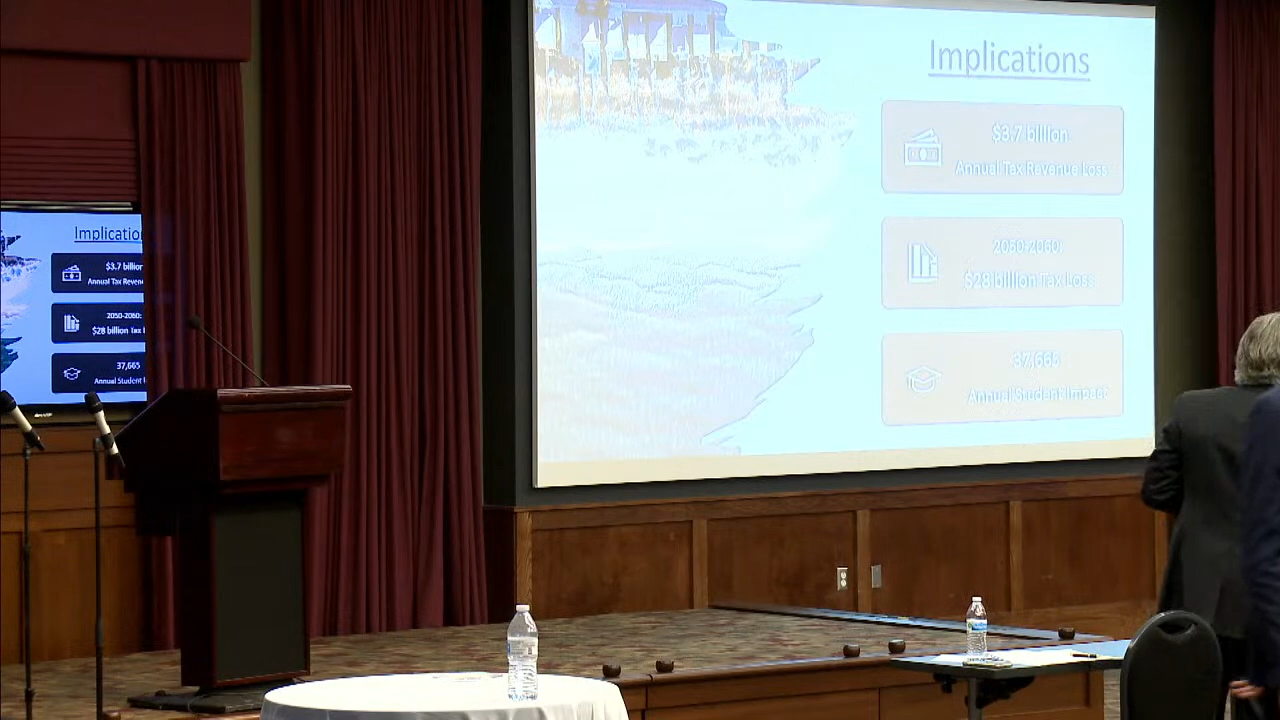 Implications
$3.7 billion
Annual Tax Revenue Loss
2050-2060:
$28 billion Tax Loss
37,665
Annual Student Impact
Implication
$3.7 billion
Annual Tax Reven
2050-2060:
$28 billion Tax
37,665
Annual Student